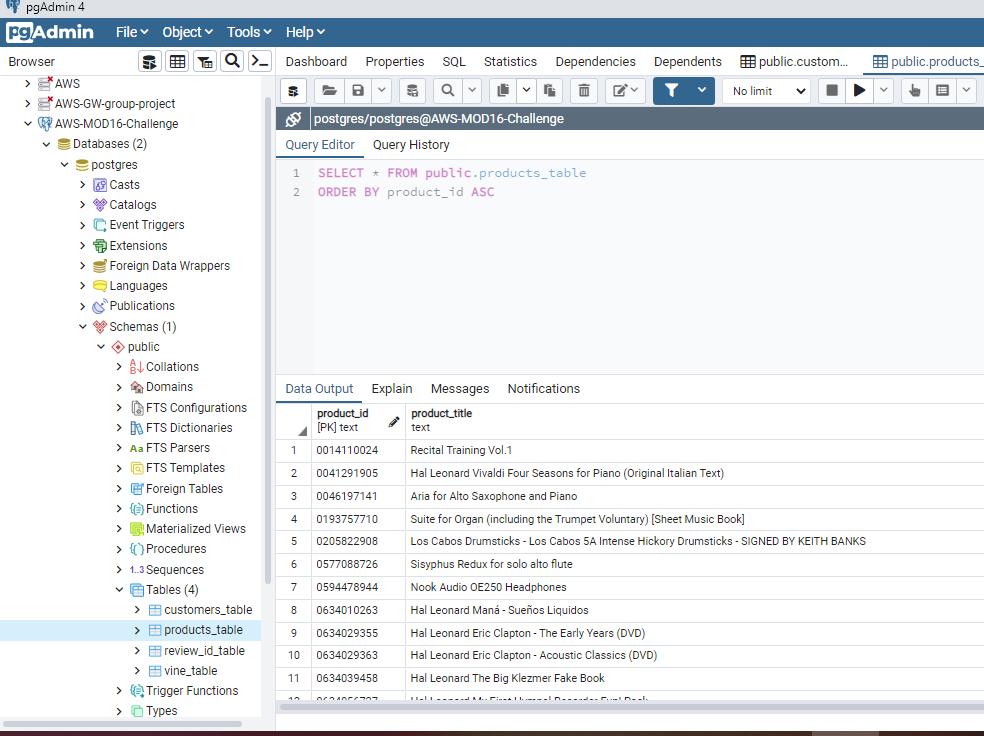 pgAdmin 4
pgAdmin File Object Tools Help
Browser
Dashboard Properties SQL Statistics Dependencies Dependents public.custom... public.products_
AWS
AWS-GW-group-project
AWS-MOD16-Challenge
Databases (2)
postgres
Casts
Catalogs
Event Triggers
Extensions
Foreign Data Wrappers
Languages
Publications
Schemas (1)
public
Collations
Domains
FTS Configurations
FTS Dictionaries
FTS Parsers
FTS Templates
Foreign Tables
Functions
Materialized Views
Procedures
1..3 Sequences
Tables (4)
customers_table
products_table
review_id_table
vine_table
Trigger Functions
Types
No limit
postgres/postgres@AWS-MOD16-Challenge
Query Editor Query History
1 SELECT * FROM public.products_table
2 ORDER BY product_id ASC
Data Output Explain Messages Notifications
product_id product_title
[PK] text text
1 0014110024 Recital Training Vol.1
2 0041291905 Hal Leonard Vivaldi Four Seasons for Piano (Original Italian Text)
3 0046197141 Aria for Alto Saxophone and Piano
4 0193757710 Suite for Organ (including the Trumpet Voluntary) [Sheet Music Book]
5 0205822908 Los Cabos Drumsticks - Los Cabos 5A Intense Hickory Drumsticks - SIGNED BY KEITH BANKS
6 0577088726 Sisyphus Redux for solo alto flute
7 0594478944 Nook Audio OE250 Headphones
8 0634010263 Hal Leonard Maná - Sueños Liquidos
9 0634029355 Hal Leonard Eric Clapton - The Early Years (DVD)
10 0634029363 Hal Leonard Eric Clapton - Acoustic Classics (DVD)
11 0634039458 Hal Leonard The Big Klezmer Fake Book
Hal Leonard My First